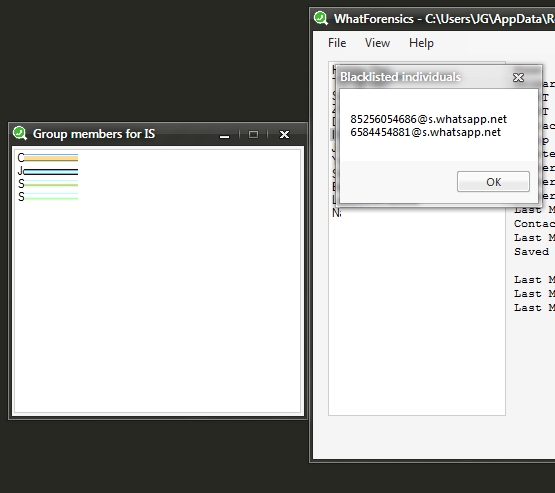 WhatForensics - C:\Users\JG\AppData\R
File View Help
Blacklisted individuals
85256054686@s.whatsapp.net
6584454881@s.whatsapp.net
OK
Group members for IS
C
J
S
S
Last M
Contac
Last M
Saved
Last M
Last M
Last M